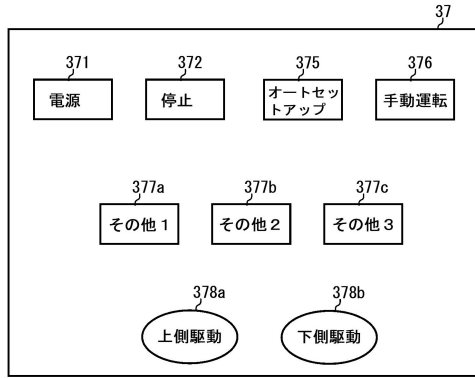 37
371
372
375
376
電源
停止
オートセッ
トアップ
手動運転
377a
377b
377c
その他１
その他２
その他３
378a
378b
上側駆動
下側駆動